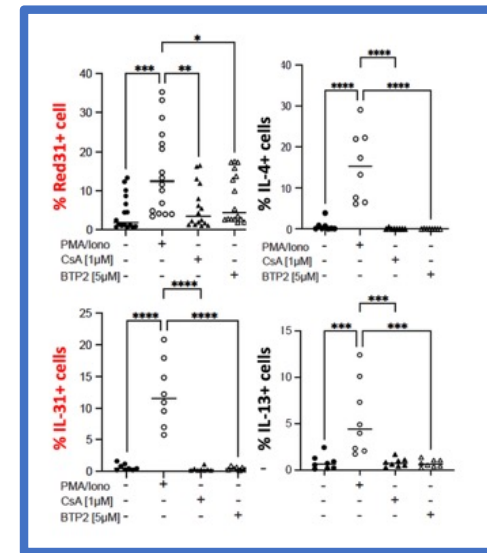 % Red31+ cell
40
30
20
10
0
***
**
*
PMA/Iono - + - -
CsA [1μM] - - + -
BTP2 [5μM] - - - +
% IL-4+ cells
40
30
20
10
0
****
****
****
PMA/Iono - + - -
CsA [1μM] - - + -
BTP2 [5μM] - - - +
% IL-31+ cells
25
20
15
10
5
0
****
****
****
PMA/Iono - + - -
CsA [1μM] - - + -
BTP2 [5μM] - - - +
% IL-13+ cells
15
10
5
0
***
***
***
- + - -
- - + -
- - - +